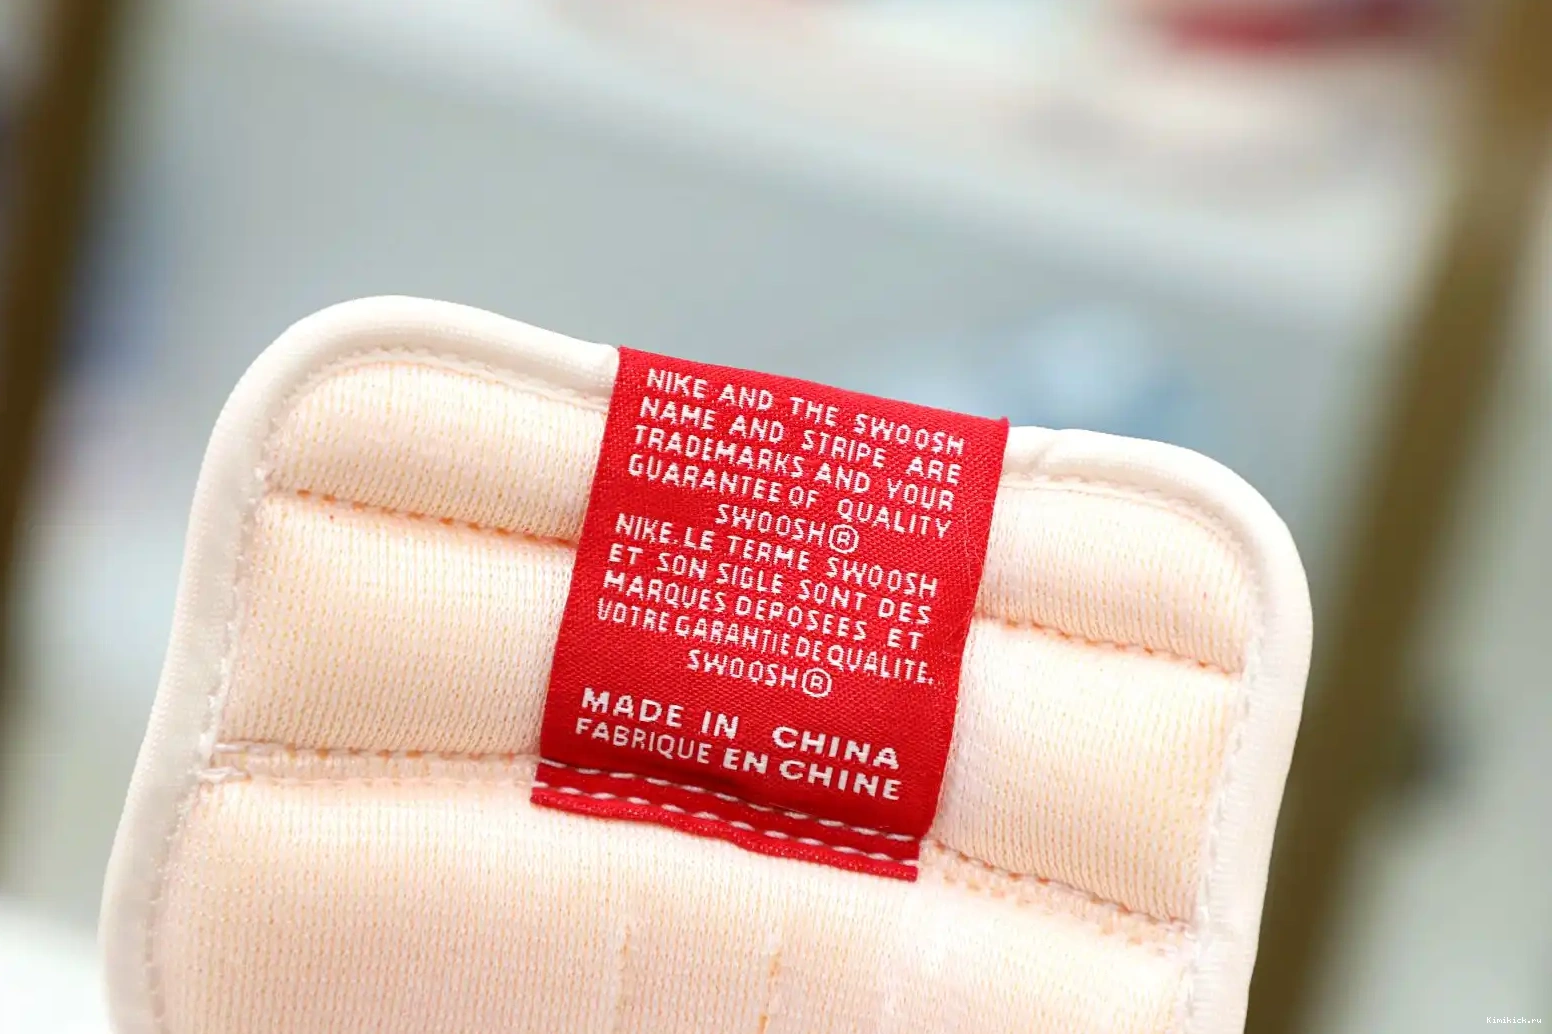 NIKE AND THE SWOOSH
NAME AND STRIPE ARE
TRADEMARKS AND YOUR
GUARANTEE OF QUALITY
SWOOSH®
NIKE. LE TERME SWOOSH
ET SON SIGLE SONT DES
MARQUES DEPOSEES ET
VOTRE GARAHTIE DE QUALITE.
SWOOSH®
MADE IN CHINA
FABRIQUE EN CHINE
Kimikick.ru